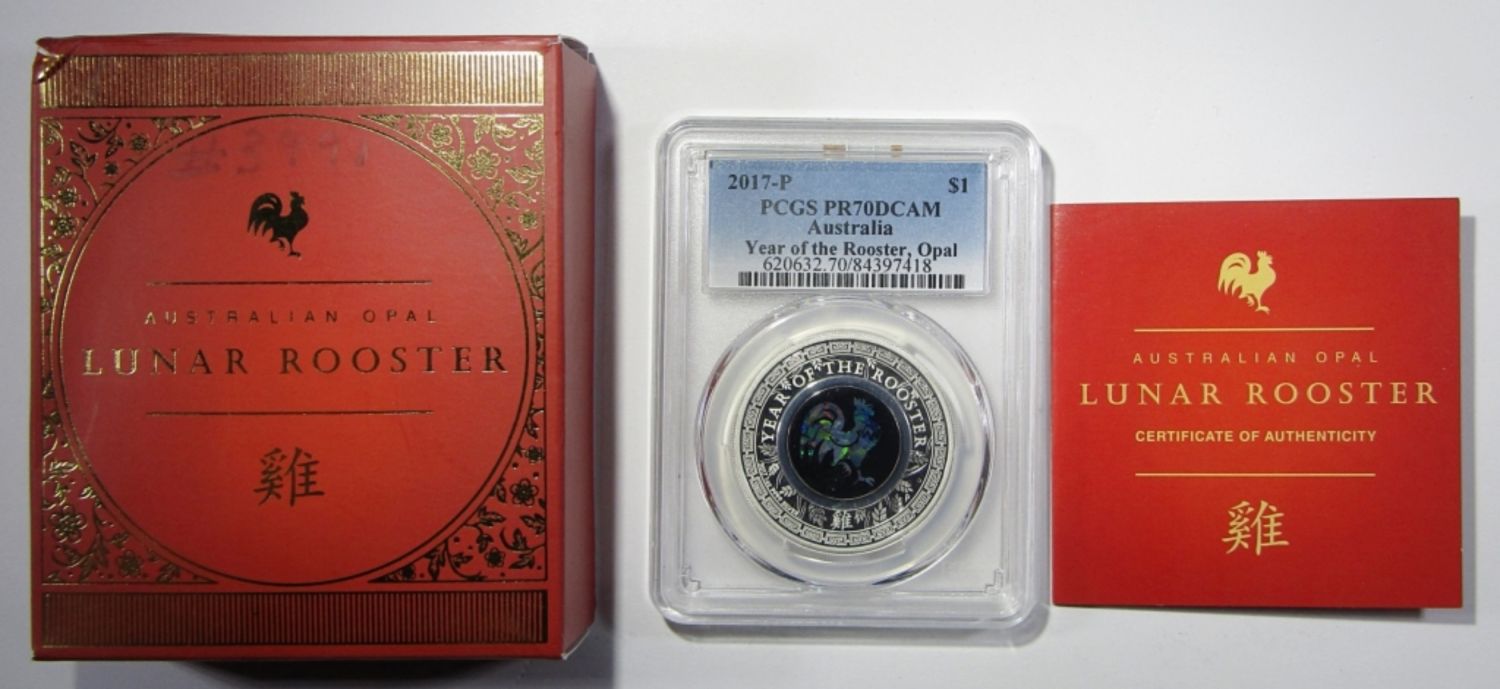 AUSTRALIAN OPAL
LUNAR ROOSTER
雞
2017-P $1
PCGS PR70DCAM
Australia
Year of the Rooster, Opal
620632.70/84397418
YEAR OF THE ROOSTER
雞
AUSTRALIAN OPAL
LUNAR ROOSTER
CERTIFICATE OF AUTHENTICITY
雞